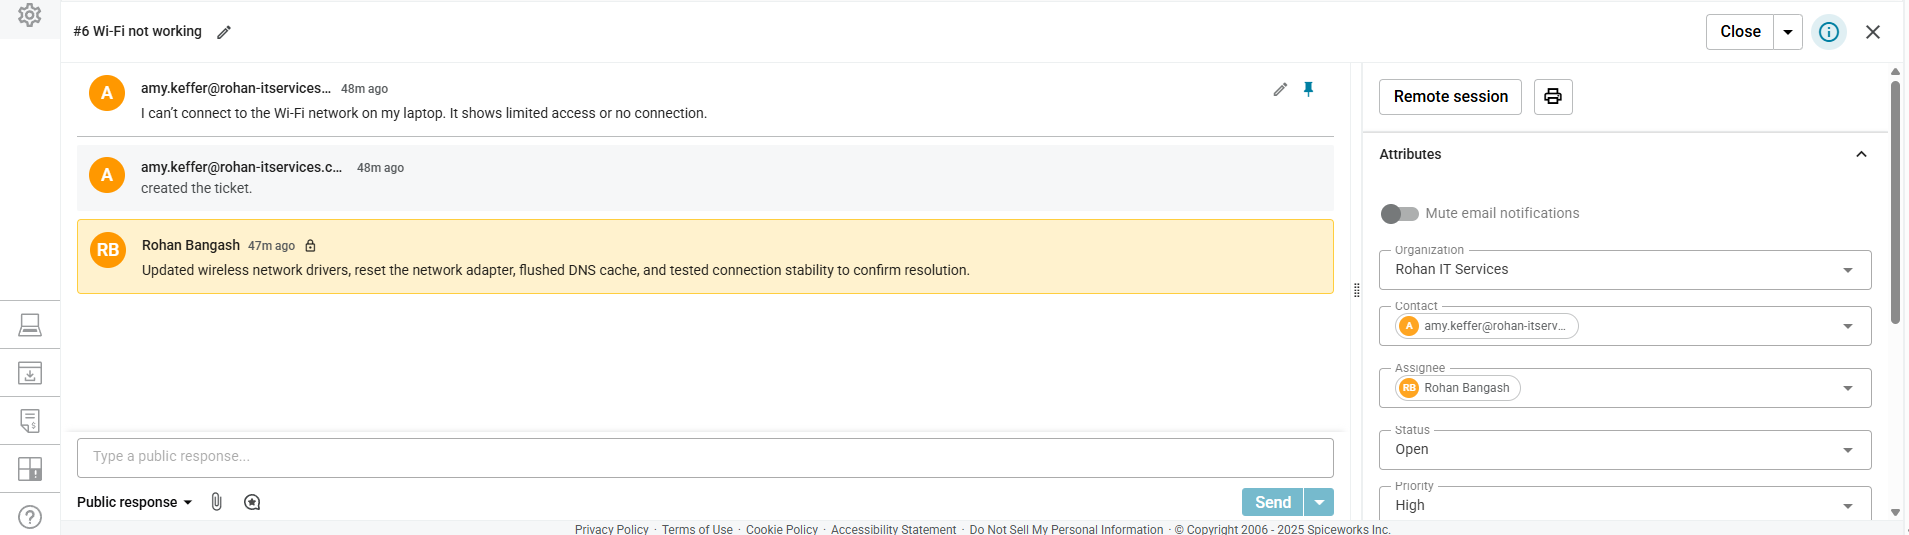 #6 Wi-Fi not working
Close
A
amy.keffer@rohan-itservices... 48m ago
I can't connect to the Wi-Fi network on my laptop. It shows limited access or no connection.
A
amy.keffer@rohan-itservices.c... 48m ago
created the ticket.
RB
Rohan Bangash 47m ago
Updated wireless network drivers, reset the network adapter, flushed DNS cache, and tested connection stability to confirm resolution.
Type a public response...
Public response
Send
Remote session
Attributes
Mute email notifications
Organization
Rohan IT Services
Contact
A amy.keffer@rohan-itserv...
Assignee
RB Rohan Bangash
Status
Open
Priority
High
Privacy Policy · Terms of Use · Cookie Policy · Accessibility Statement · Do Not Sell My Personal Information · © Copyright 2006 - 2025 Spiceworks Inc.